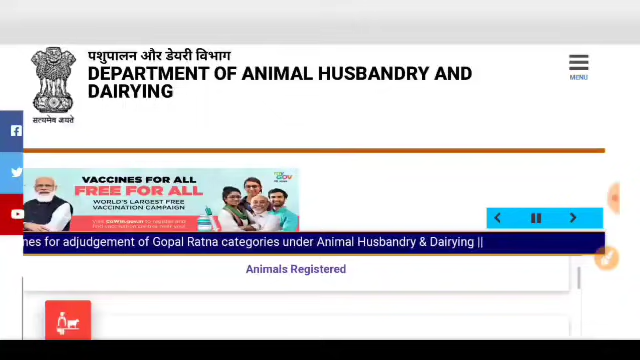 पशुपालन और डेयरी विभाग
DEPARTMENT OF ANIMAL HUSBANDRY AND
DAIRYING
सत्यमेव जयते
MENU
VACCINES FOR ALL
FREE FOR ALL
WORLD'S LARGEST FREE
VACCINATION CAMPAIGN
GOV
nes for adjudgement of Gopal Ratna categories under Animal Husbandry & Dairying ||
Animals Registered